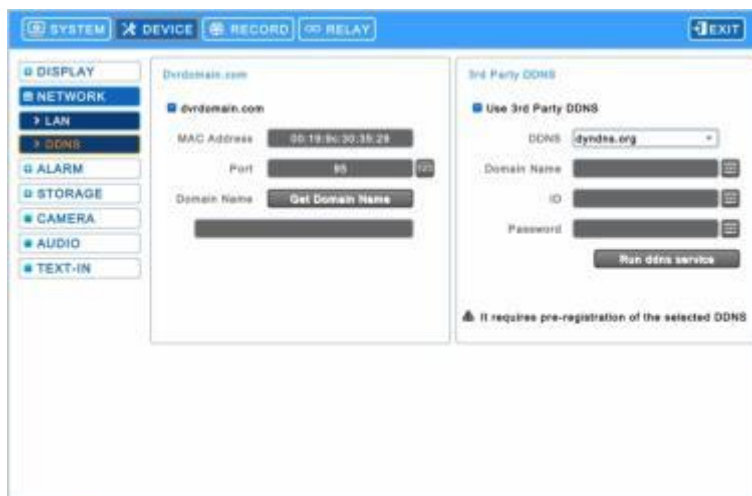 SYSTEM DEVICE RECORD RELAY EXIT
DISPLAY
NETWORK
LAN
DDNS
ALARM
STORAGE
CAMERA
AUDIO
TEXT-IN
Dvrdomain.com
dvrdomain.com
MAC Address
Port
Domain Name Get Domain Name
3rd Party DDNS
Use 3rd Party DDNS
DDNS dyndns.org
Domain Name
ID
Password
Run ddns service
It requires pre-registration of the selected DDNS